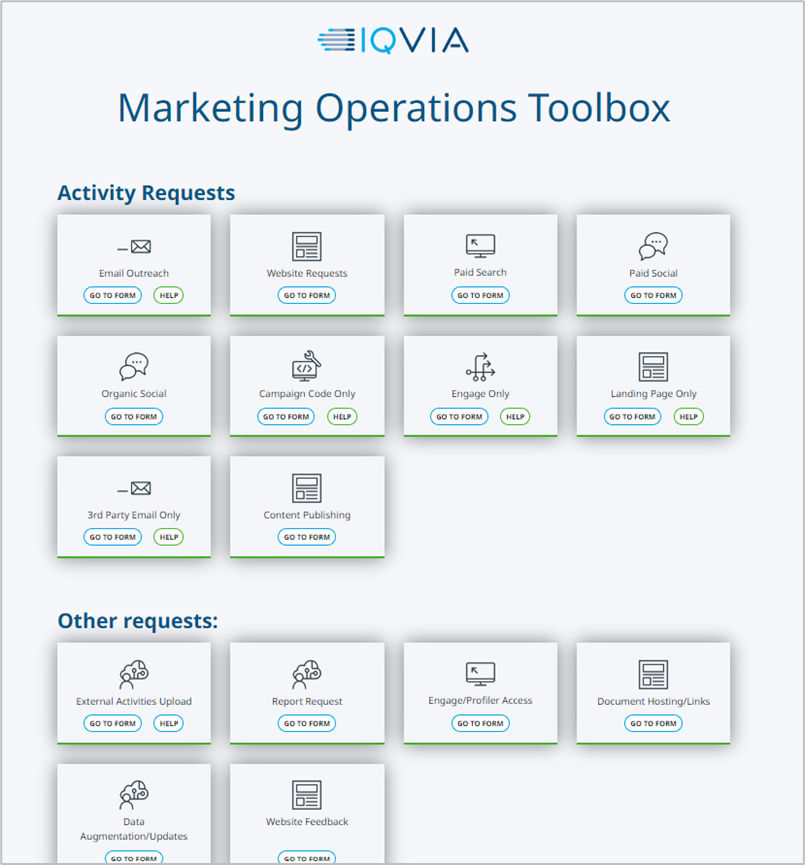 IQVIA
Marketing Operations Toolbox
Activity Requests
Email Outreach
GO TO FORM HELP
Website Requests
GO TO FORM
Paid Search
GO TO FORM
Paid Social
GO TO FORM
Organic Social
GO TO FORM
Campaign Code Only
GO TO FORM HELP
Engage Only
GO TO FORM HELP
Landing Page Only
GO TO FORM HELP
3rd Party Email Only
GO TO FORM HELP
Content Publishing
GO TO FORM
Other requests:
External Activities Upload
GO TO FORM HELP
Report Request
GO TO FORM
Engage/Profiler Access
GO TO FORM
Document Hosting/Links
GO TO FORM
Data
Augmentation/Updates
GO TO FORM
Website Feedback
GO TO FORM